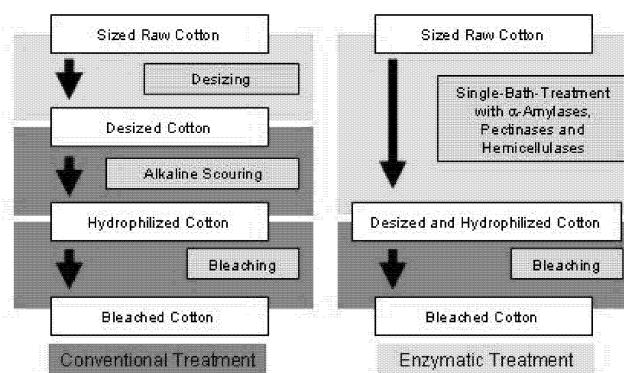 Sized Raw Cotton
Desizing
Desized Cotton
Alkaline Scouring
Hydrophilized Cotton
Bleaching
Bleached Cotton
Conventional Treatment
Sized Raw Cotton
Single-Bath-Treatment
with α-Amylases,
Pectinases and
Hemicellulases
Desized and Hydrophilized Cotton
Bleaching
Bleached Cotton
Enzymatic Treatment